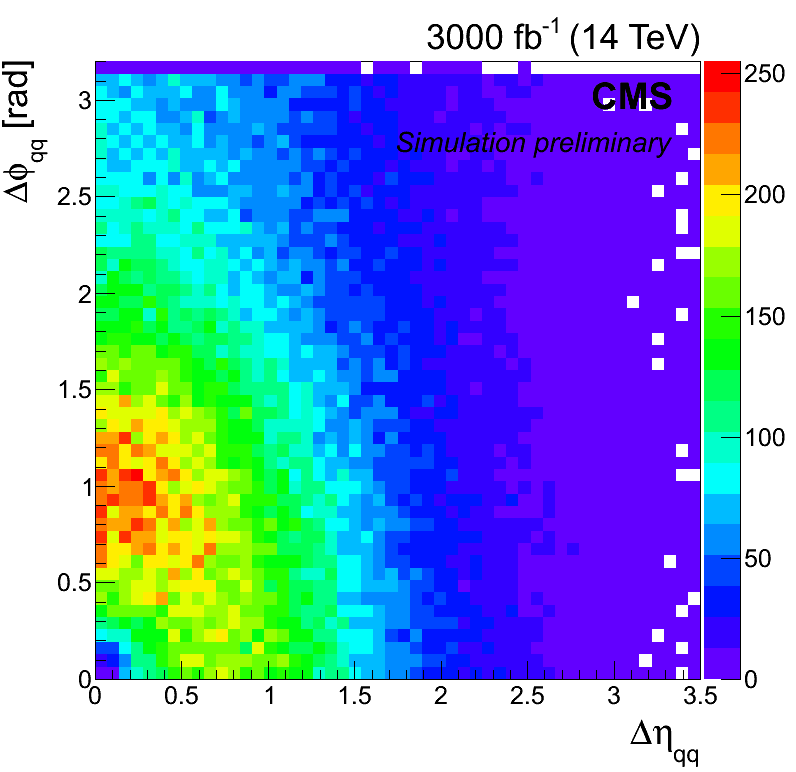 3000 fb-1 (14 TeV)
CMS
Simulation preliminary
Δϕqq [rad]
3
2.5
2
1.5
1
0.5
0
0 0.5 1 1.5 2 2.5 3 3.5
Δηqq
250
200
150
100
50
0